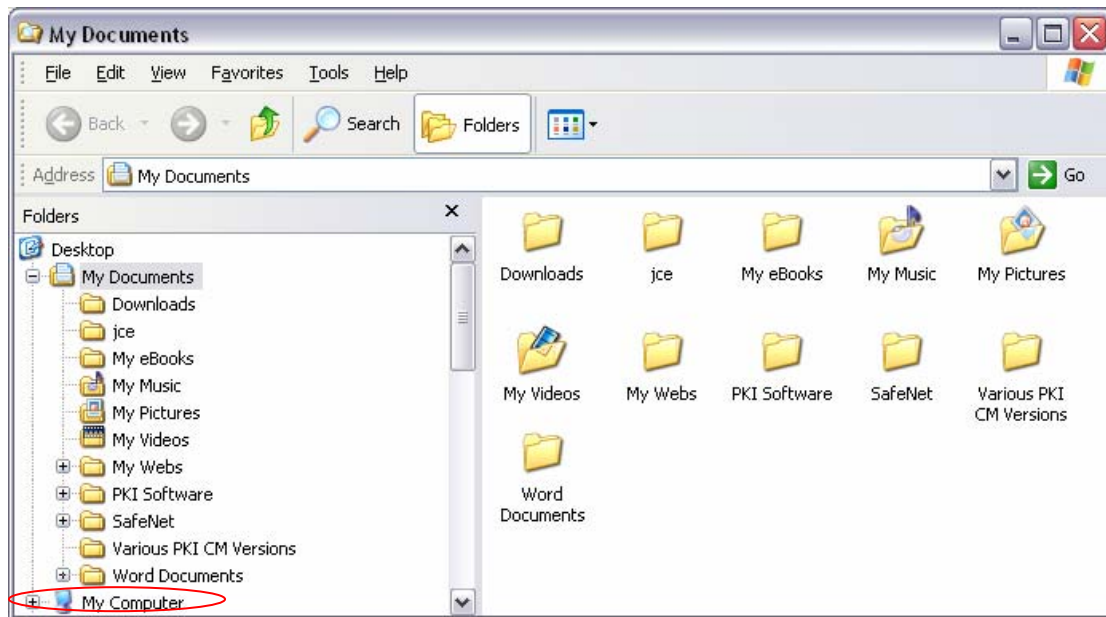 My Documents
File Edit View Favorites Tools Help
Back Search Folders
Address My Documents Go
Folders
Desktop
My Documents
Downloads
jce
My eBooks
My Music
My Pictures
My Videos
My Webs
PKI Software
SafeNet
Various PKI CM Versions
Word Documents
My Computer
Downloads jce My eBooks My Music My Pictures
My Videos My Webs PKI Software SafeNet Various PKI
CM Versions
Word
Documents